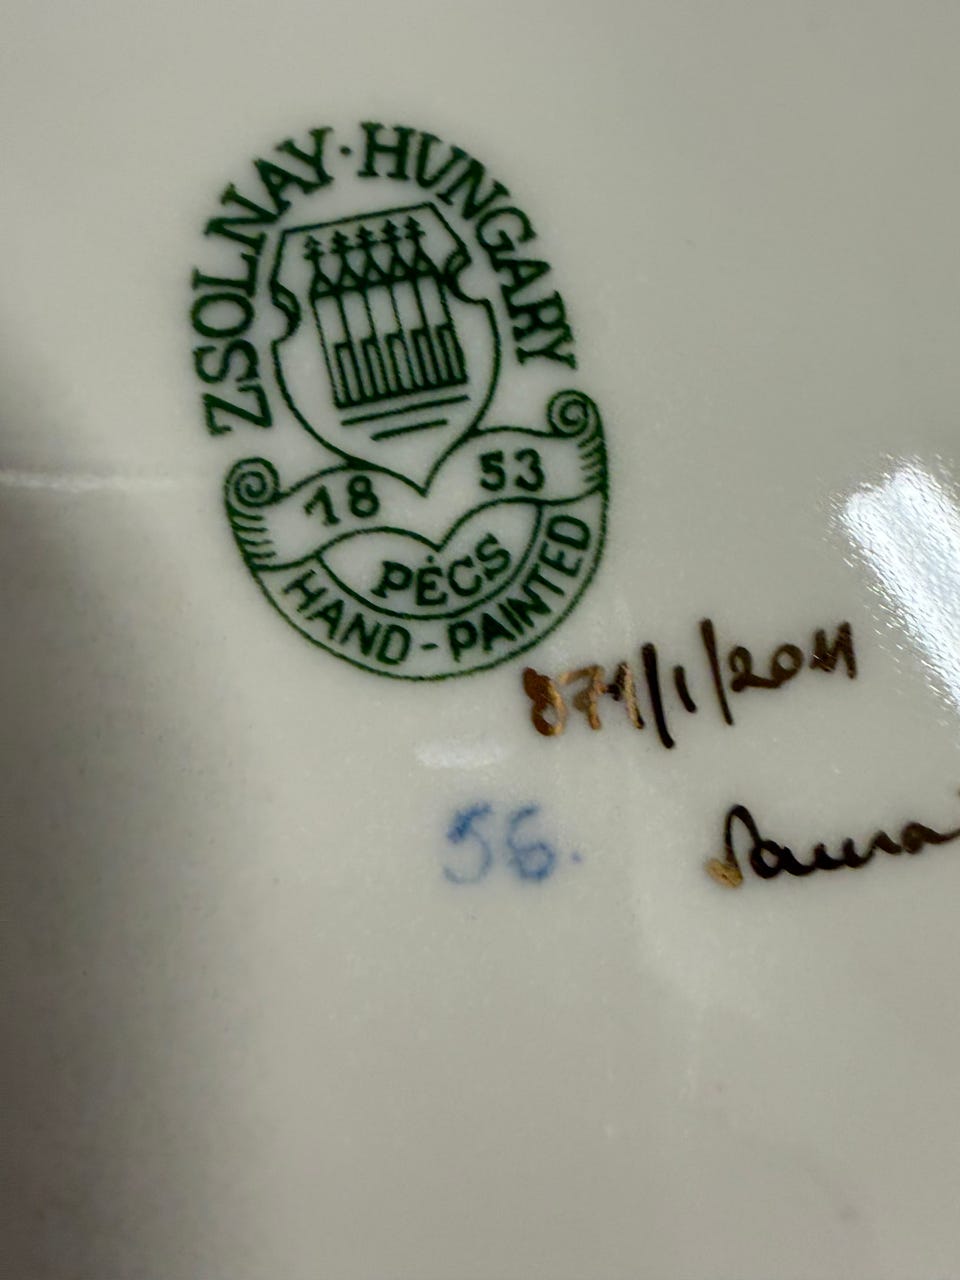 ZSOLNAY · HUNGARY
18 53
PÉCS
HAND-PAINTED
871/1/2011
56.